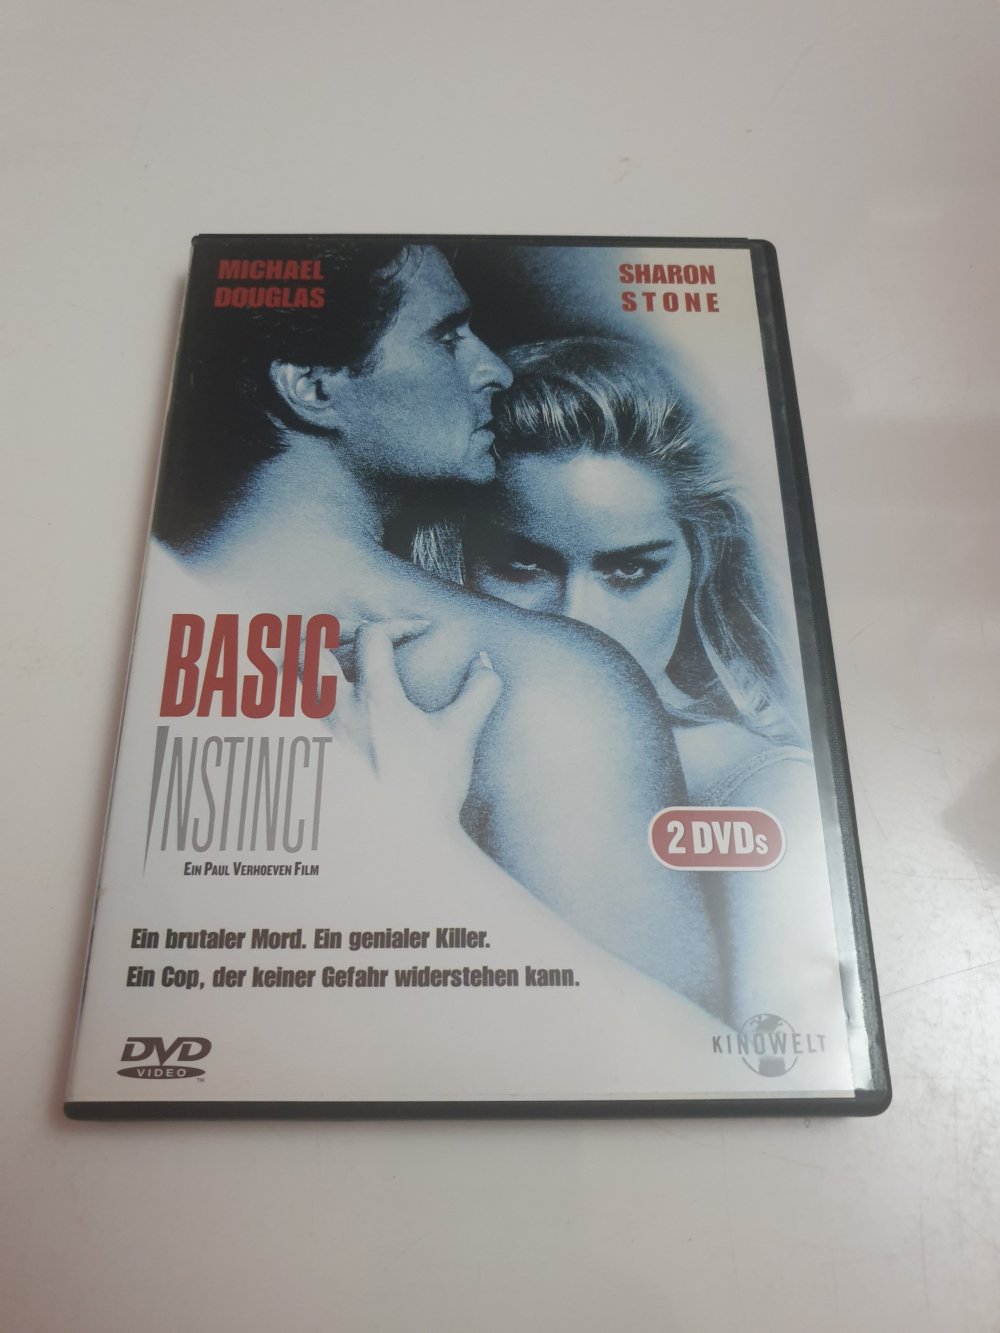 MICHAEL
DOUGLAS
SHARON
STONE
BASIC
INSTINCT
EIN PAUL VERHOEVEN FILM
2 DVDs
Ein brutaler Mord. Ein genialer Killer.
Ein Cop, der keiner Gefahr widerstehen kann.
DVD
VIDEO
TM
KINOWELT